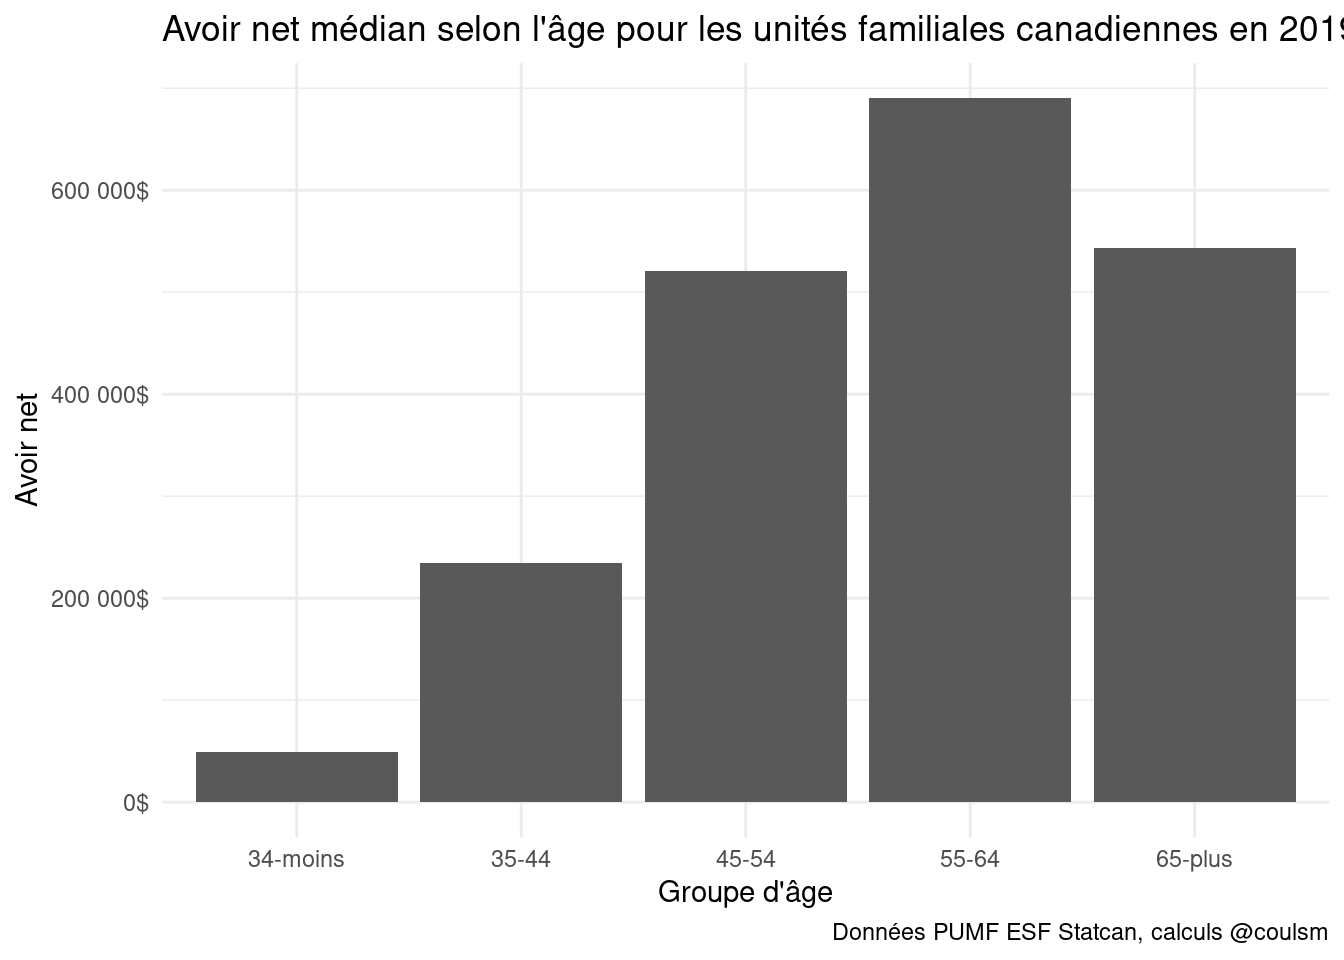 Avoir net médian selon l'âge pour les unités familiales canadiennes en 2019
600 000$
400 000$
200 000$
0$
Avoir net
34-moins
35-44
45-54
55-64
65-plus
Groupe d'âge
Données PUMF ESF Statcan, calculs @coulsm